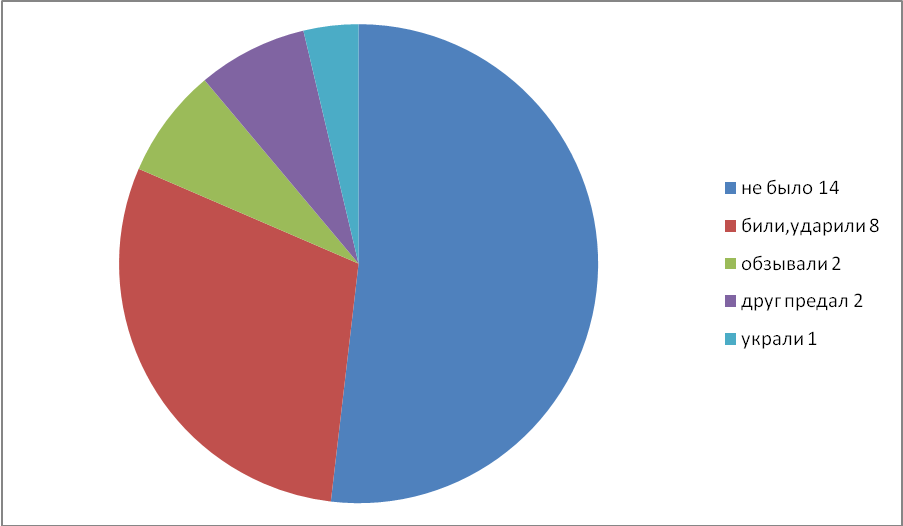 не было 14
били,ударили 8
обзывали 2
друг предал 2
украли 1